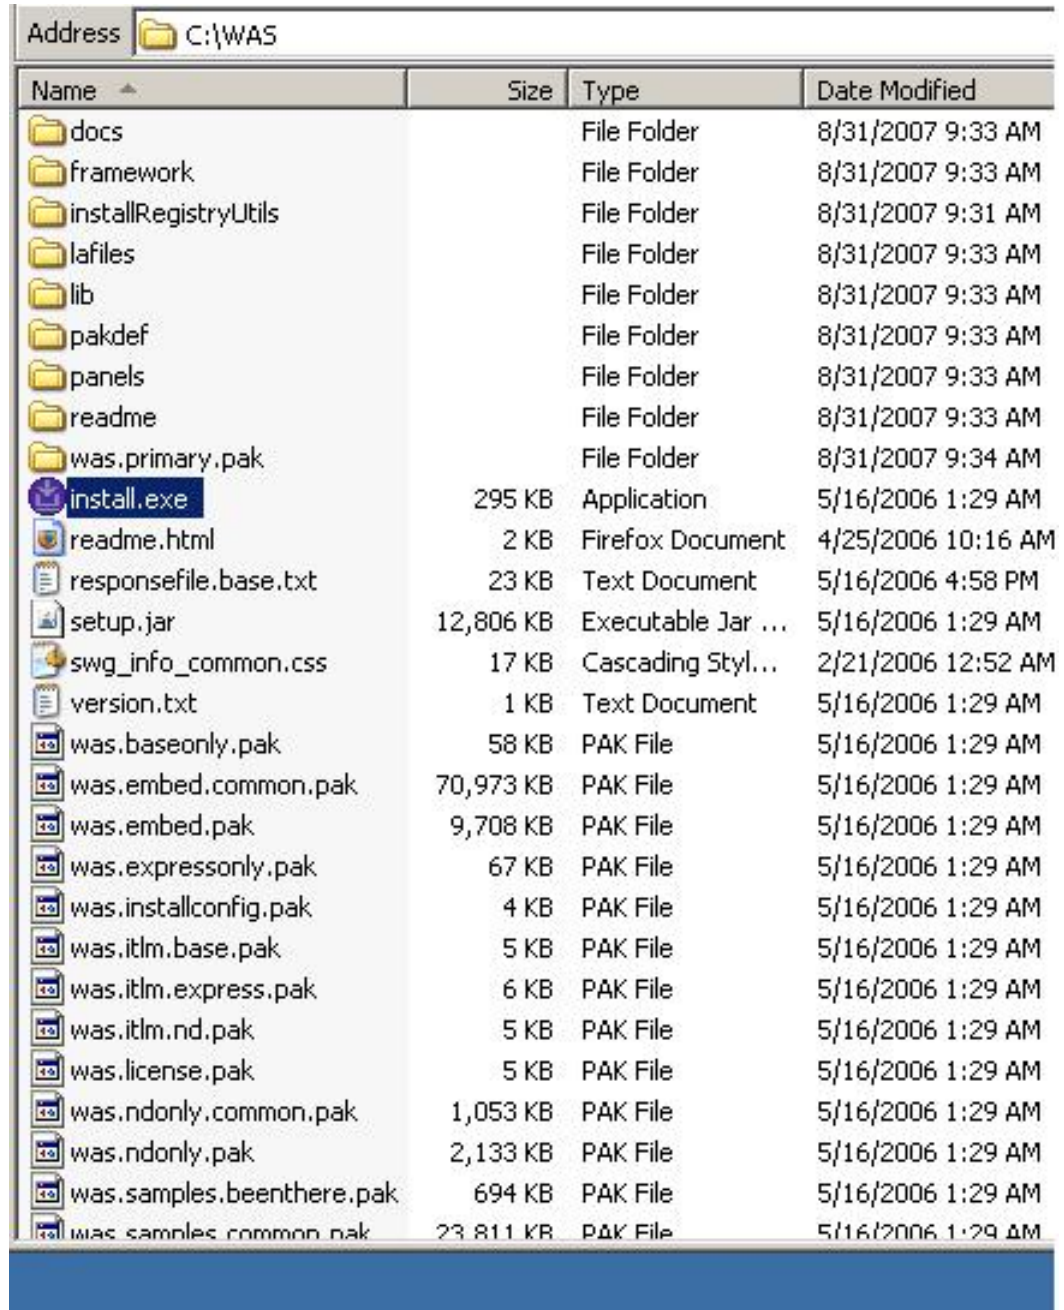 Address C:\WAS
Name Size Type Date Modified
docs File Folder 8/31/2007 9:33 AM
framework File Folder 8/31/2007 9:33 AM
installRegistryUtils File Folder 8/31/2007 9:31 AM
lafiles File Folder 8/31/2007 9:33 AM
lib File Folder 8/31/2007 9:33 AM
pakdef File Folder 8/31/2007 9:33 AM
panels File Folder 8/31/2007 9:33 AM
readme File Folder 8/31/2007 9:33 AM
was.primary.pak File Folder 8/31/2007 9:34 AM
install.exe 295 KB Application 5/16/2006 1:29 AM
readme.html 2 KB Firefox Document 4/25/2006 10:16 AM
responsefile.base.txt 23 KB Text Document 5/16/2006 4:58 PM
setup.jar 12,806 KB Executable Jar ... 5/16/2006 1:29 AM
swg_info_common.css 17 KB Cascading Styl... 2/21/2006 12:52 AM
version.txt 1 KB Text Document 5/16/2006 1:29 AM
was.baseonly.pak 58 KB PAK File 5/16/2006 1:29 AM
was.embed.common.pak 70,973 KB PAK File 5/16/2006 1:29 AM
was.embed.pak 9,708 KB PAK File 5/16/2006 1:29 AM
was.expressonly.pak 67 KB PAK File 5/16/2006 1:29 AM
was.installconfig.pak 4 KB PAK File 5/16/2006 1:29 AM
was.itlm.base.pak 5 KB PAK File 5/16/2006 1:29 AM
was.itlm.express.pak 6 KB PAK File 5/16/2006 1:29 AM
was.itlm.nd.pak 5 KB PAK File 5/16/2006 1:29 AM
was.license.pak 5 KB PAK File 5/16/2006 1:29 AM
was.ndonly.common.pak 1,053 KB PAK File 5/16/2006 1:29 AM
was.ndonly.pak 2,133 KB PAK File 5/16/2006 1:29 AM
was.samples.beenthere.pak 694 KB PAK File 5/16/2006 1:29 AM
was.samples.common.pak 23,811 KB PAK File 5/16/2006 1:29 AM